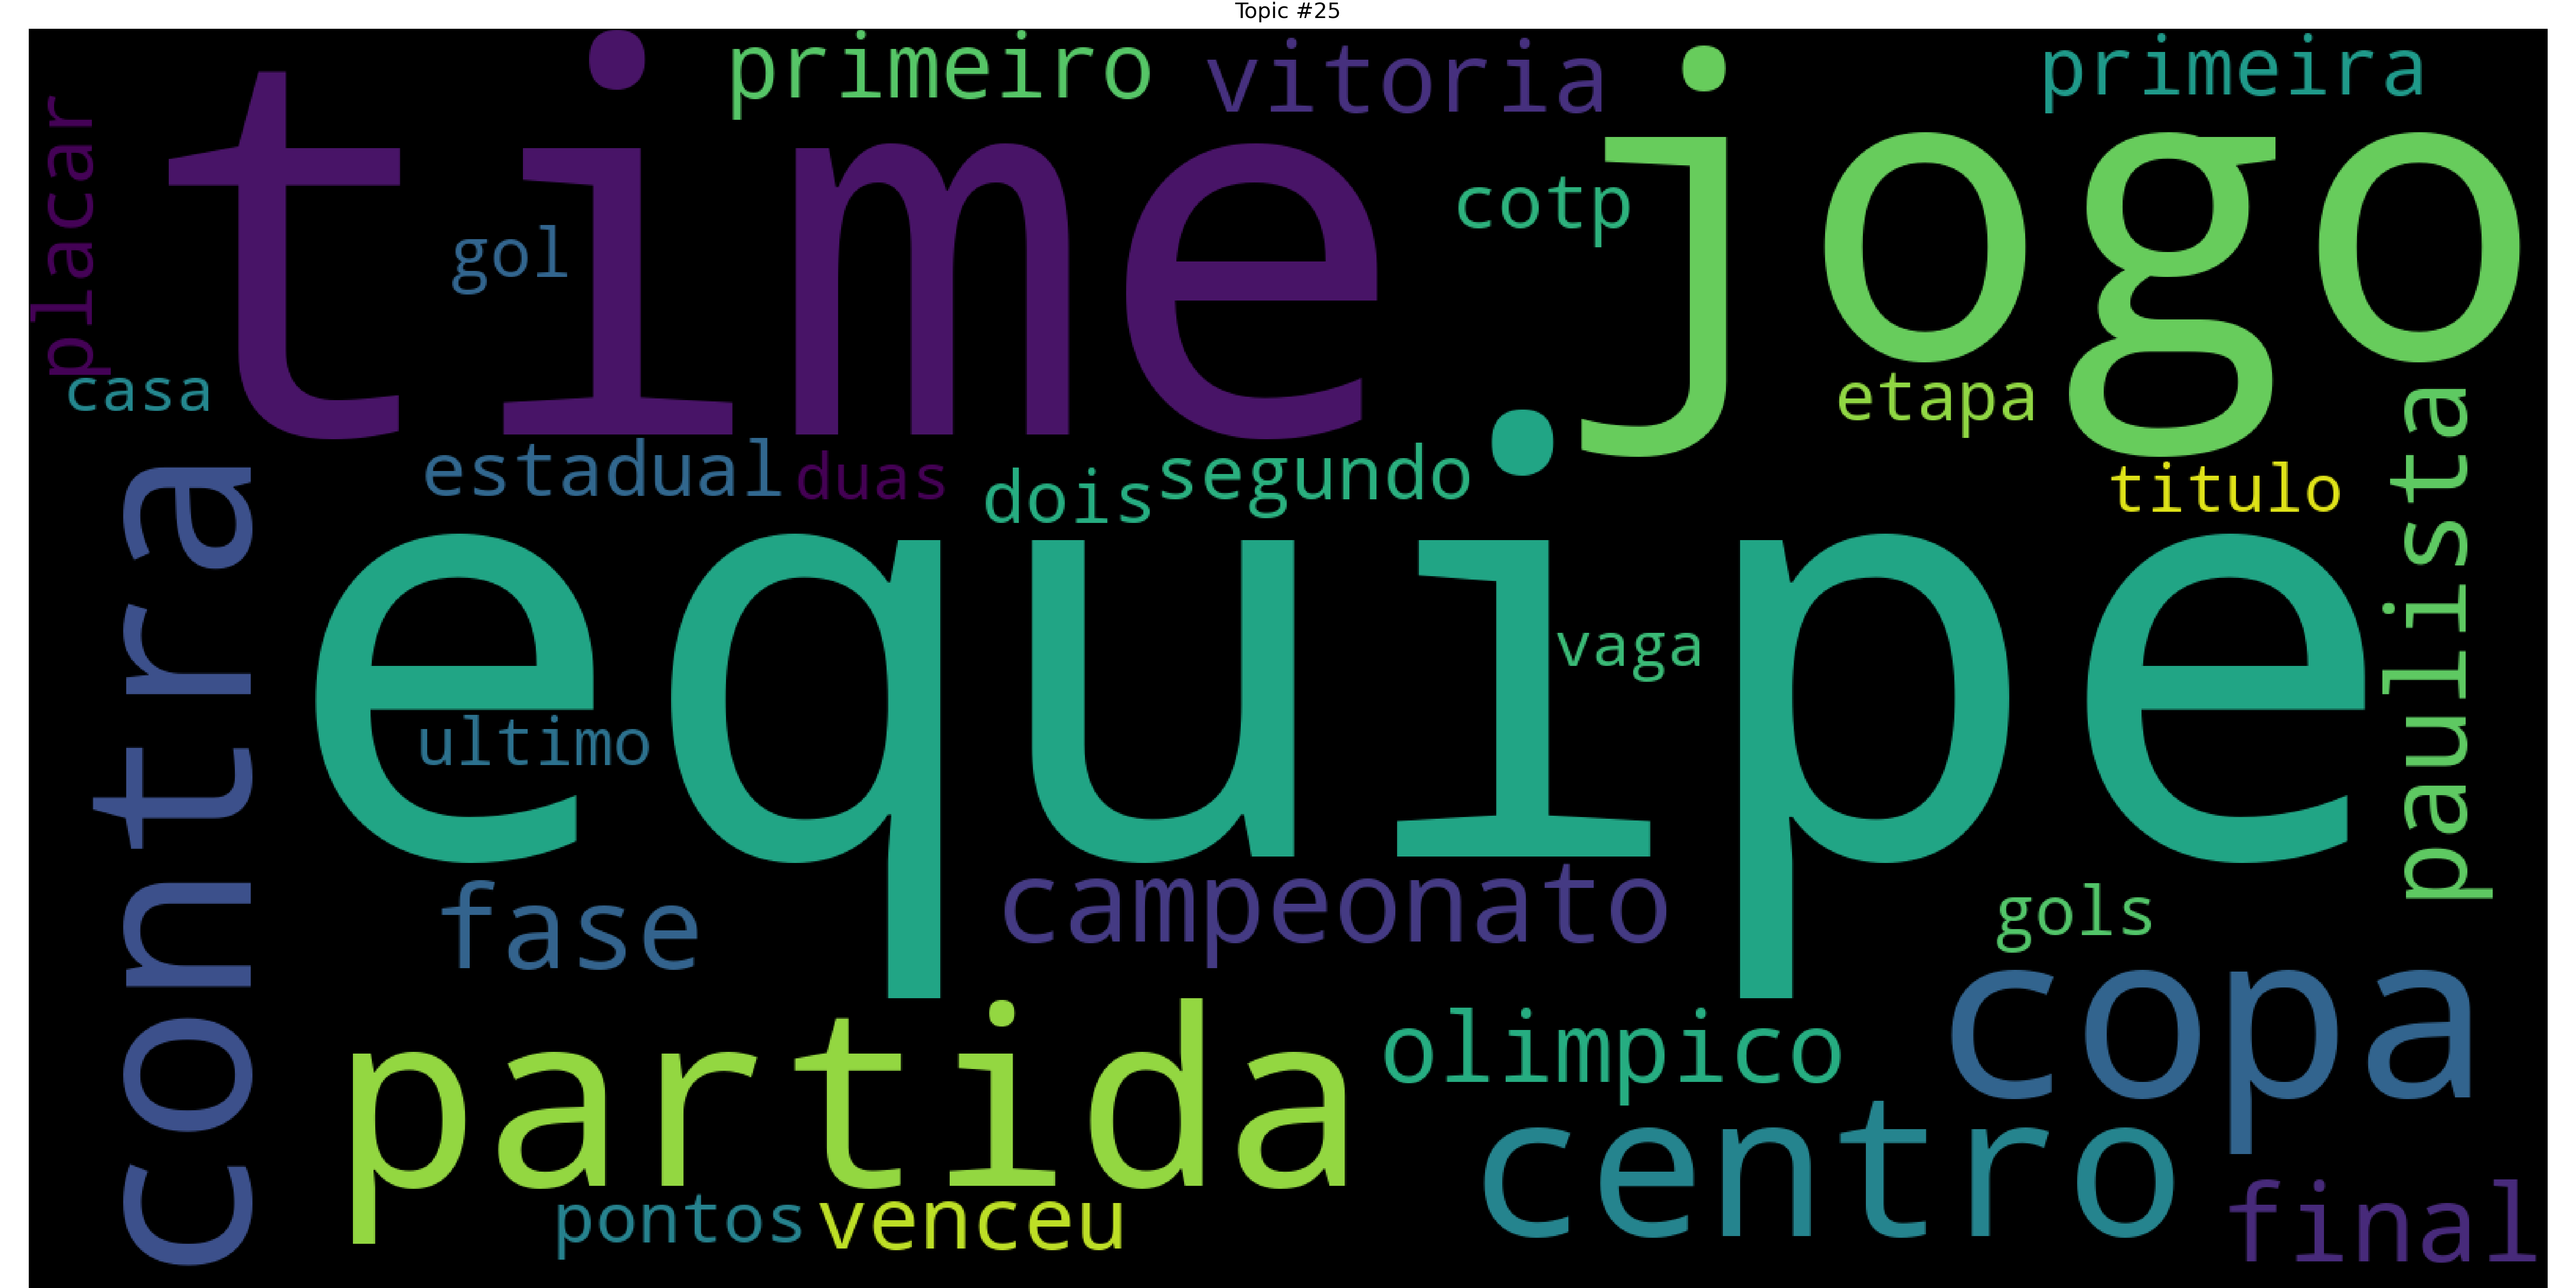 Topic #25
primeiro
vitoria
primeira
placar
time
jogo
cotp
gol
casa
etapa
estadual
duas
dois
segundo
titulo
paulista
contra
equipe
vaga
ultimo
fase
campeonato
gols
copa
partida
olimpico
centro
pontos
venceu
final